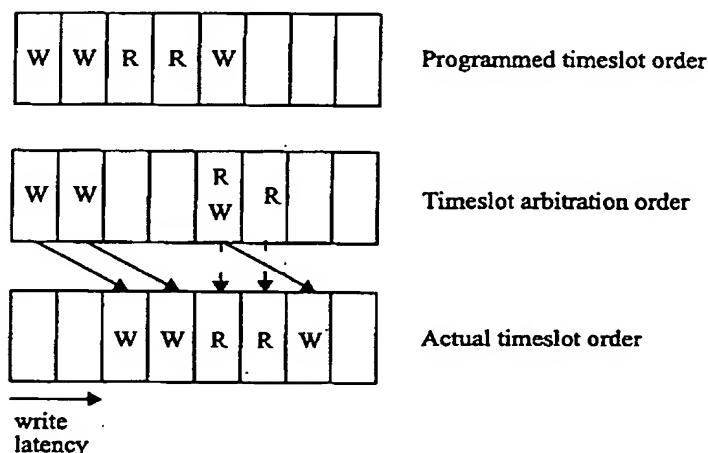 W W R R W
Programmed timeslot order
R
W W R
W
Timeslot arbitration order
W W R R W
Actual timeslot order
write
latency